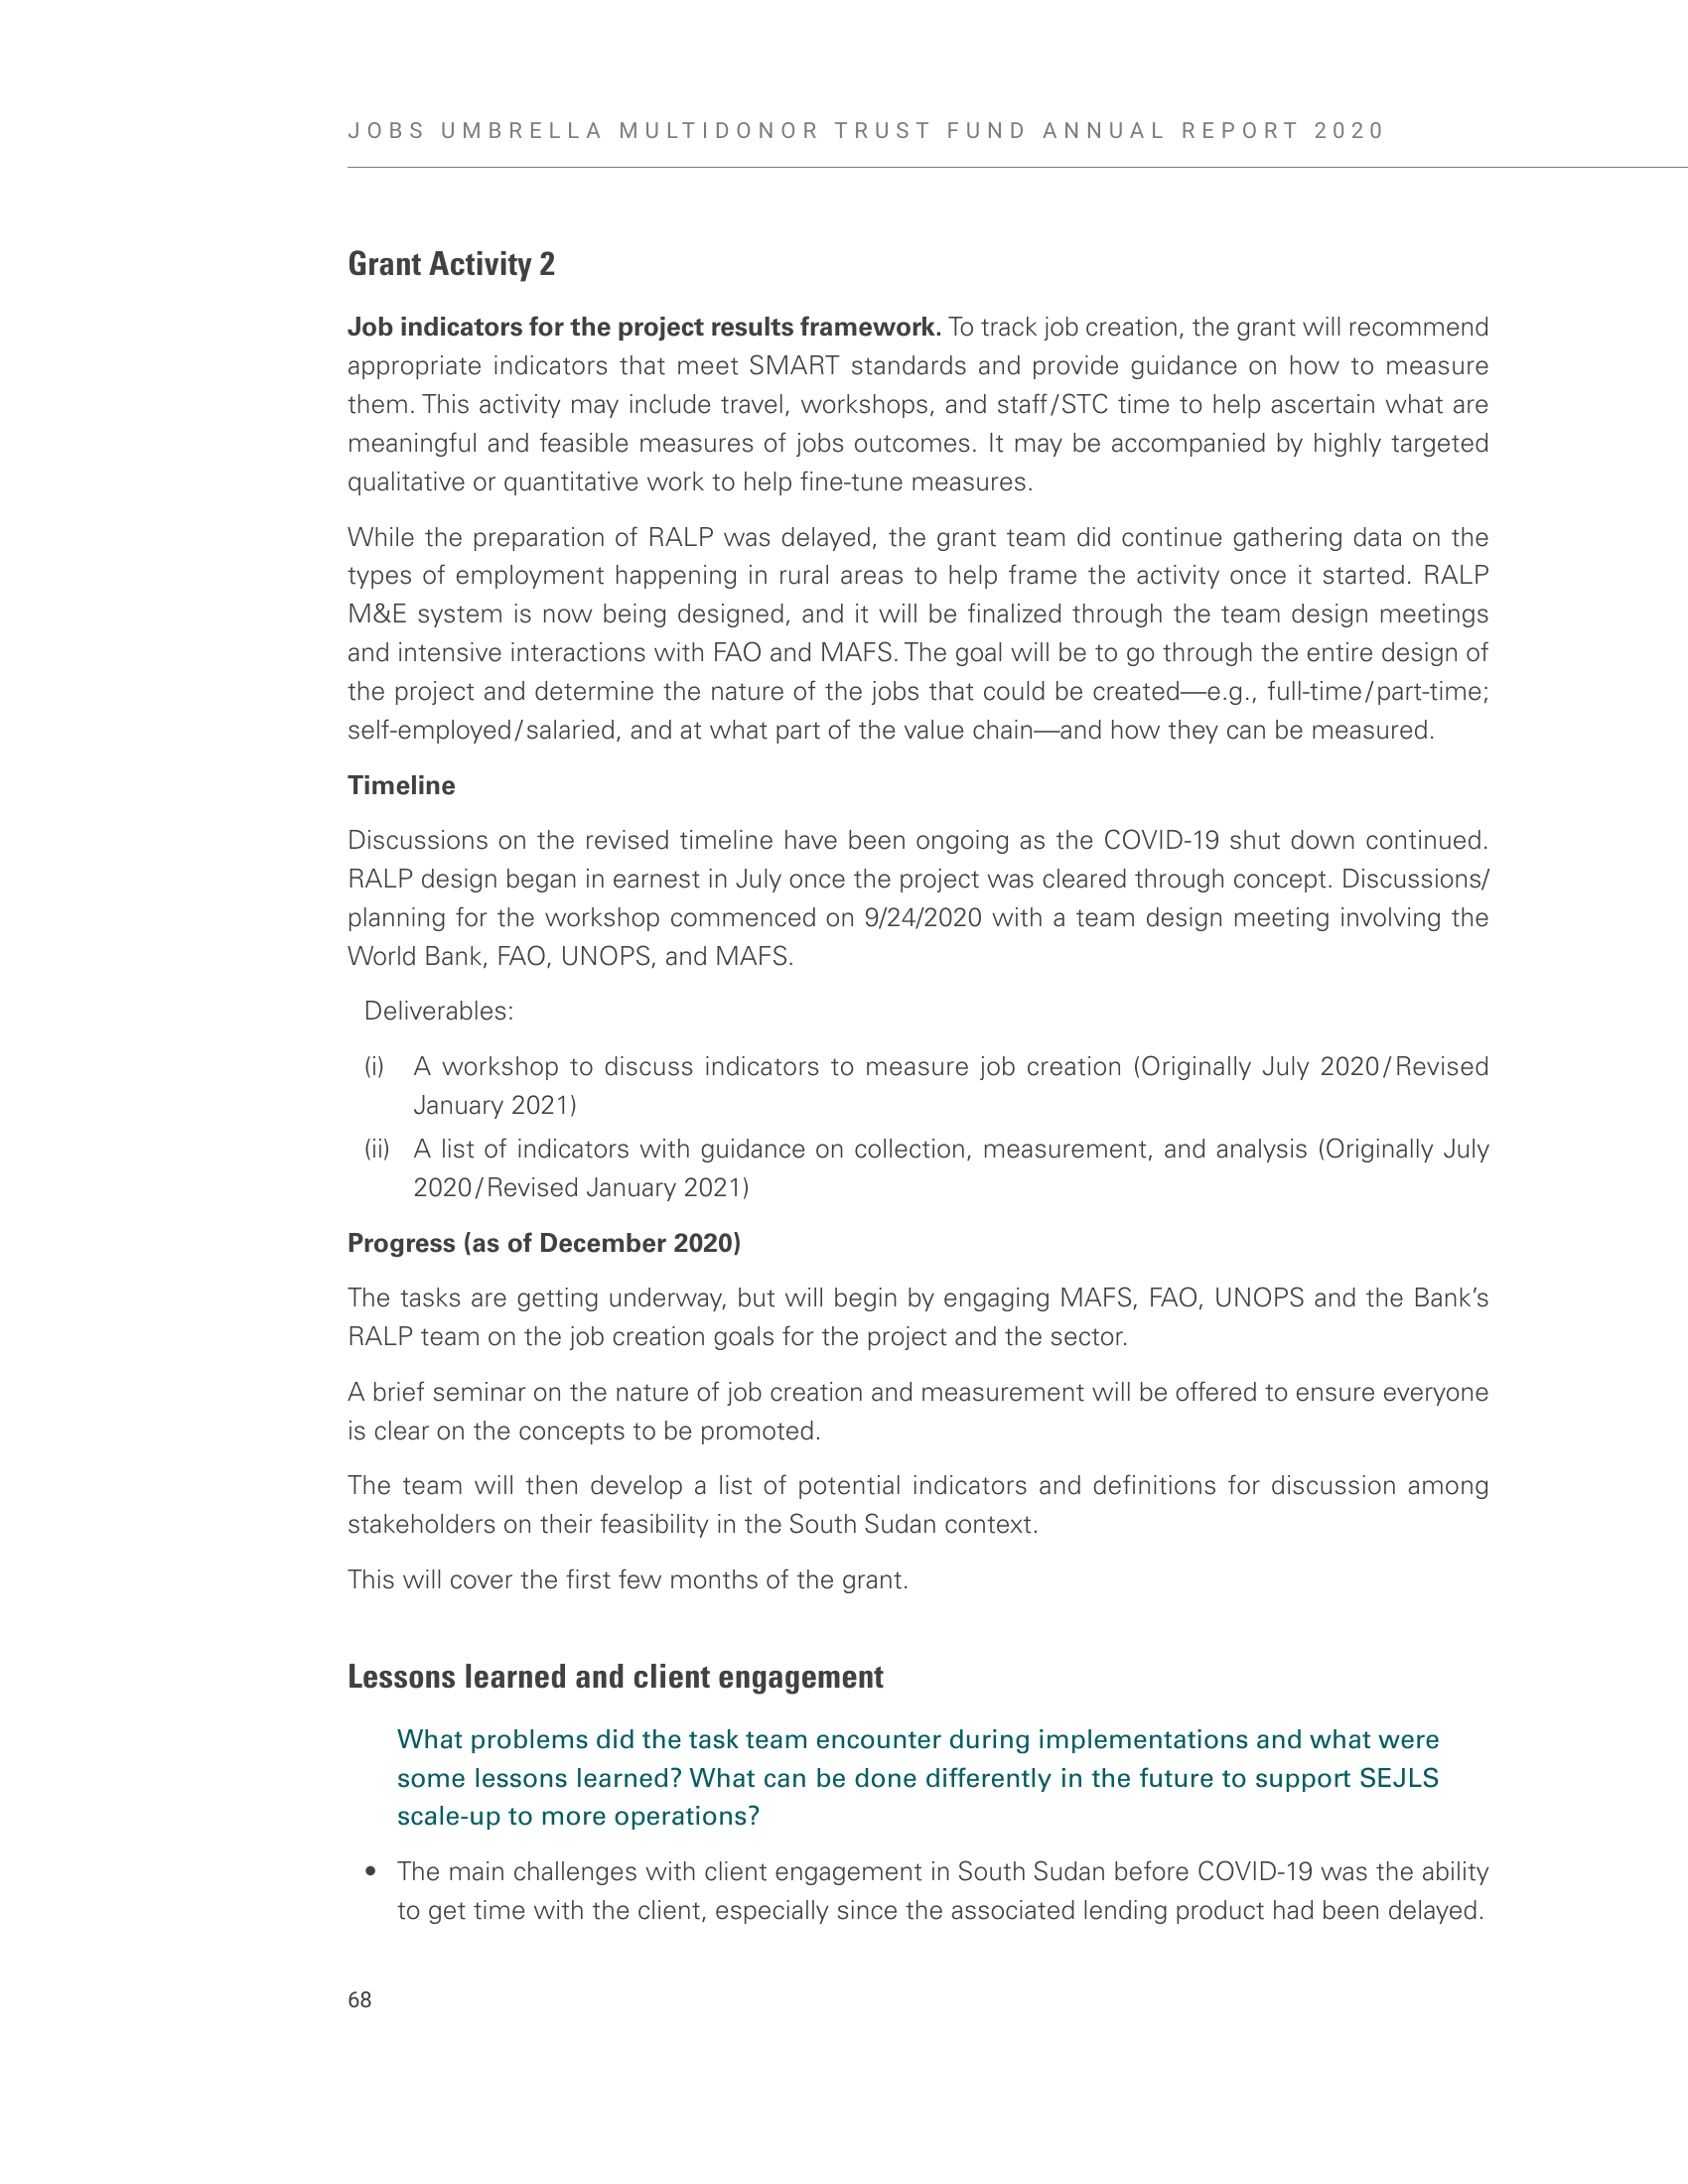 JOBS UMBRELLA MULTIDONOR TRUST FUND ANNUAL REPORT 2020
Grant Activity 2
Job indicators for the project results framework. To track job creation, the grant will recommend
appropriate indicators that meet SMART standards and provide guidance on how to measure
them. This activity may include travel, workshops, and staff/STC time to help ascertain what are
meaningful and feasible measures of jobs outcomes. It may be accompanied by highly targeted
qualitative or quantitative work to help fine-tune measures.
While the preparation of RALP was delayed, the grant team did continue gathering data on the
types of employment happening in rural areas to help frame the activity once it started. RALP
M&E system is now being designed, and it will be finalized through the team design meetings
and intensive interactions with FAO and MAFS. The goal will be to go through the entire design of
the project and determine the nature of the jobs that could be created—e.g., full-time/part-time;
self-employed/salaried, and at what part of the value chain—and how they can be measured.
Timeline
Discussions on the revised timeline have been ongoing as the COVID-19 shut down continued.
RALP design began in earnest in July once the project was cleared through concept. Discussions/
planning for the workshop commenced on 9/24/2020 with a team design meeting involving the
World Bank, FAO, UNOPS, and MAFS.
Deliverables:
(i) A workshop to discuss indicators to measure job creation (Originally July 2020/Revised
January 2021)
(ii) A list of indicators with guidance on collection, measurement, and analysis (Originally July
2020/Revised January 2021)
Progress (as of December 2020)
The tasks are getting underway, but will begin by engaging MAFS, FAO, UNOPS and the Bank’s
RALP team on the job creation goals for the project and the sector.
A brief seminar on the nature of job creation and measurement will be offered to ensure everyone
is clear on the concepts to be promoted.
The team will then develop a list of potential indicators and definitions for discussion among
stakeholders on their feasibility in the South Sudan context.
This will cover the first few months of the grant.
Lessons learned and client engagement
What problems did the task team encounter during implementations and what were
some lessons learned? What can be done differently in the future to support SEJLS
scale-up to more operations?
• The main challenges with client engagement in South Sudan before COVID-19 was the ability
to get time with the client, especially since the associated lending product had been delayed.
68